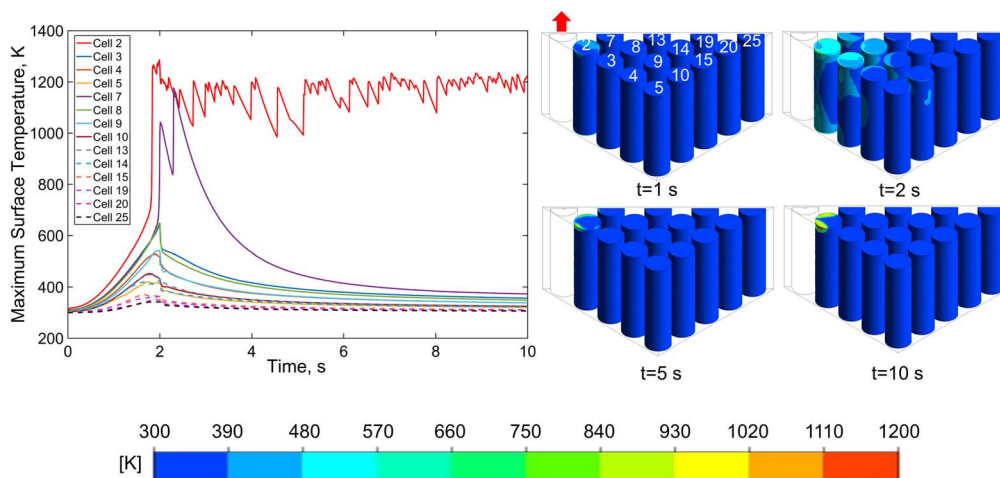 1400
1200
1000
800
600
400
200
0
2
4
6
8
10
Maximum Surface Temperature, K
Time, s
Cell 2
Cell 3
Cell 4
Cell 5
Cell 7
Cell 8
Cell 9
Cell 10
Cell 13
Cell 14
Cell 19
Cell 20
Cell 25
2 7 8 13 14 19 20 25
3 9 15
4 10
5
t=1 s
t=2 s
t=5 s
t=10 s
300 390 480 570 660 750 840 930 1020 1110 1200
[K]